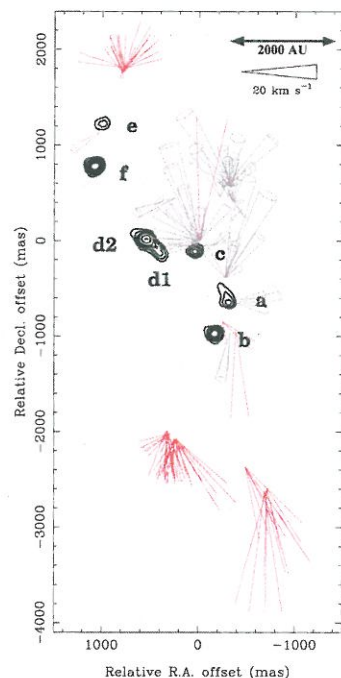 2000 AU
20 km s⁻¹
e
f
d2
d1
c
a
b
2000
1000
0
-1000
-2000
-3000
-4000
Relative Decl. offset (mas)
1000
0
-1000
Relative R.A. offset (mas)